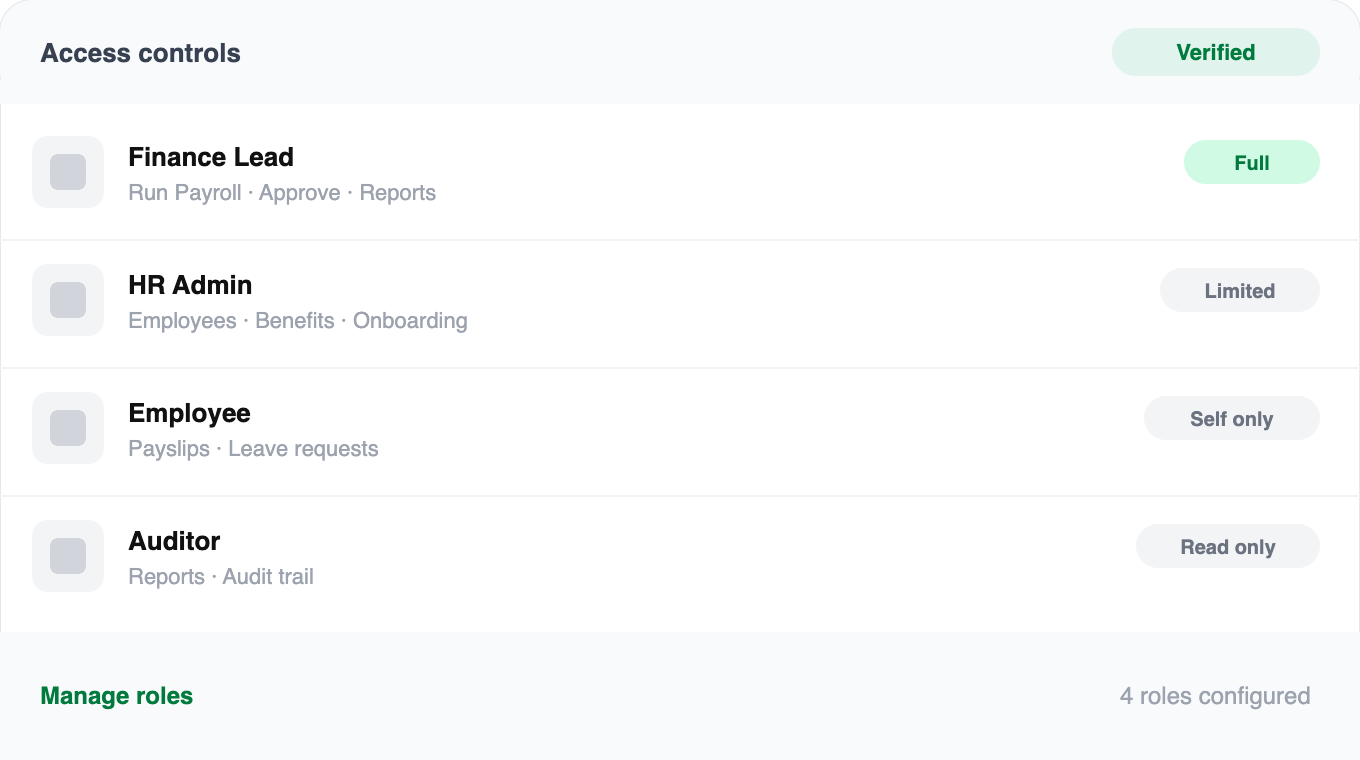 Access controls
Verified
Finance Lead
Run Payroll · Approve · Reports
Full
HR Admin
Employees · Benefits · Onboarding
Limited
Employee
Payslips · Leave requests
Self only
Auditor
Reports · Audit trail
Read only
Manage roles
4 roles configured